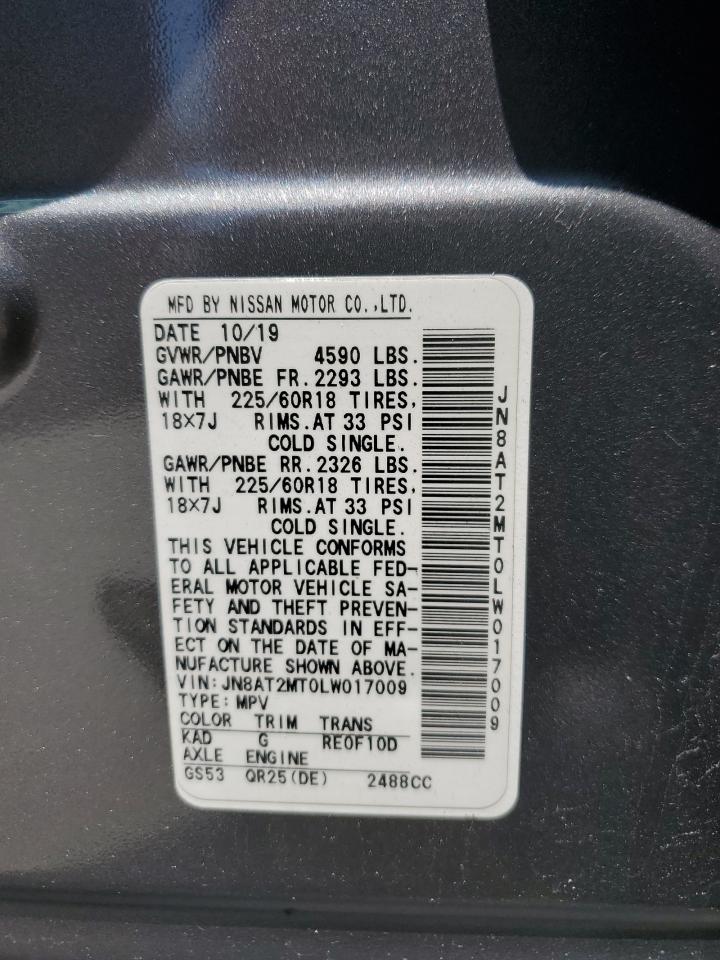 MFD BY NISSAN MOTOR CO.,LTD.
DATE 10/19
GVWR/PNBV 4590 LBS.
GAWR/PNBE FR. 2293 LBS.
WITH 225/60R18 TIRES,
18×7J RIMS.AT 33 PSI
COLD SINGLE.
GAWR/PNBE RR. 2326 LBS.
WITH 225/60R18 TIRES,
18×7J RIMS.AT 33 PSI
COLD SINGLE.
THIS VEHICLE CONFORMS
TO ALL APPLICABLE FED-
ERAL MOTOR VEHICLE SA-
FETY AND THEFT PREVEN-
TION STANDARDS IN EFF-
ECT ON THE DATE OF MA-
NUFACTURE SHOWN ABOVE.
VIN: JN8AT2MT0LW017009
TYPE: MPV
COLOR TRIM TRANS
KAD G RE0F10D
AXLE ENGINE
GS53 QR25(DE) 2488CC
JN8AT2MT0LW017009